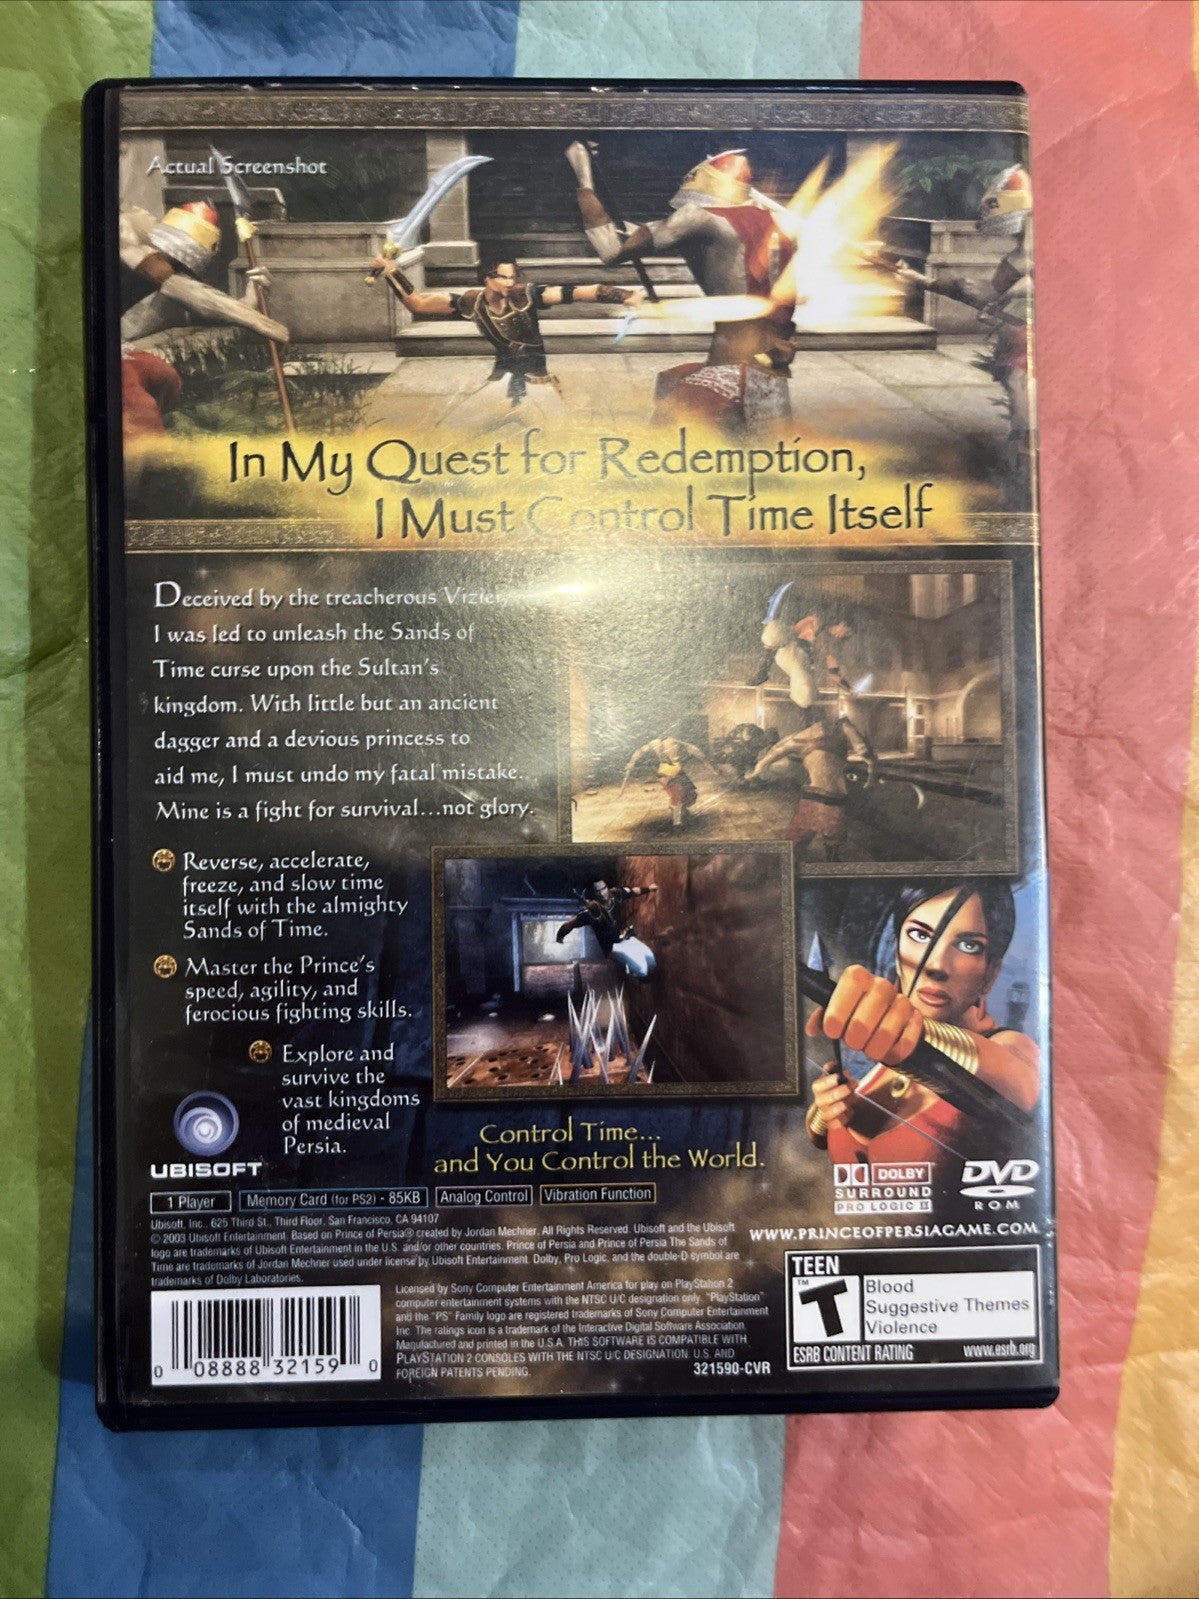 Actual Screenshot
In My Quest for Redemption,
I Must Control Time Itself
Deceived by the treacherous Vizier,
I was led to unleash the Sands of
Time curse upon the Sultan's
kingdom. With little but an ancient
dagger and a devious princess to
aid me, I must undo my fatal mistake.
Mine is a fight for survival...not glory.
Reverse, accelerate,
freeze, and slow time
itself with the almighty
Sands of Time.
Master the Prince's
speed, agility, and
ferocious fighting skills.
Explore and
survive the
vast kingdoms
of medieval
Persia.
Control Time...
and You Control the World.
UBISOFT
DOLBY
SURROUND
PRO LOGIC II
DVD
ROM
1 Player
Memory Card (for PS2) - 85KB
Analog Control
Vibration Function
Ubisoft, Inc., 625 Third St., Third Floor, San Francisco, CA 94107
© 2003 Ubisoft Entertainment. Based on Prince of Persia® created by Jordan Mechner. All Rights Reserved. Ubisoft and the Ubisoft
logo are trademarks of Ubisoft Entertainment in the U.S. and/or other countries. Prince of Persia and Prince of Persia The Sands of
Time are trademarks of Jordan Mechner used under license by Ubisoft Entertainment. Dolby, Pro Logic, and the double-D symbol are
trademarks of Dolby Laboratories.
WWW.PRINCEOFPERSIAGAME.COM
Licensed by Sony Computer Entertainment America for play on PlayStation 2
computer entertainment systems with the NTSC U/C designation only. "PlayStation"
and the "PS" Family logo are registered trademarks of Sony Computer Entertainment
Inc. The ratings icon is a trademark of the Interactive Digital Software Association.
Manufactured and printed in the U.S.A. THIS SOFTWARE IS COMPATIBLE WITH
PLAYSTATION 2 CONSOLES WITH THE NTSC U/C DESIGNATION. U.S. AND
FOREIGN PATENTS PENDING.
321590-CVR
0 08888 32159 0
TEEN
T
TM
Blood
Suggestive Themes
Violence
ESRB CONTENT RATING
www.esrb.org